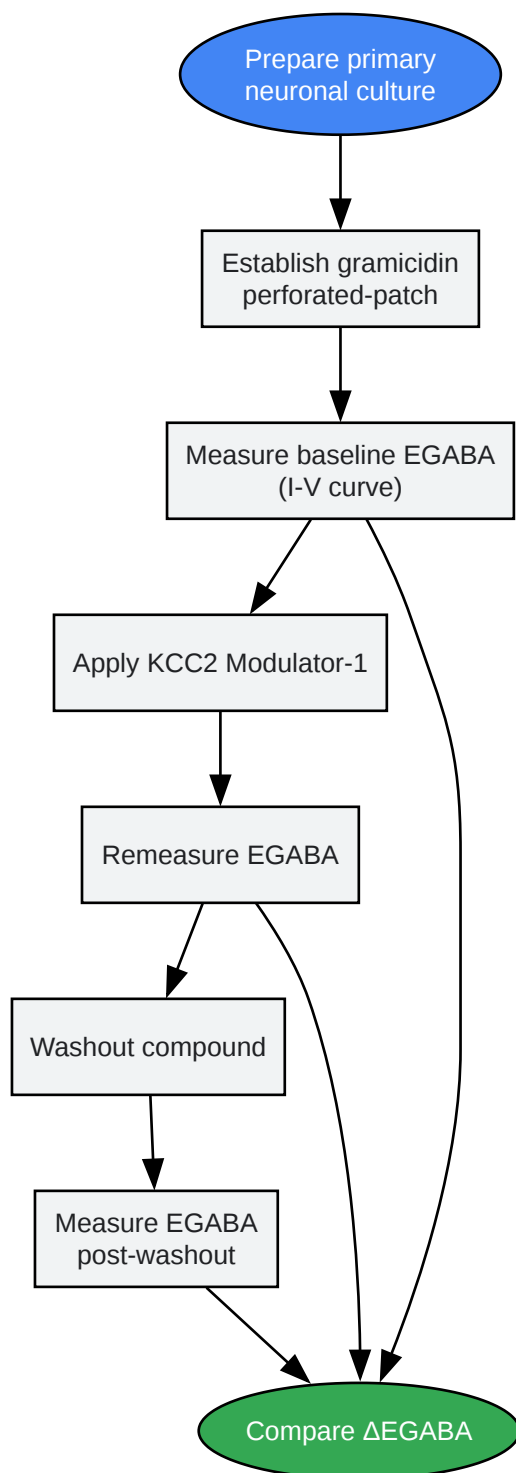 Prepare primary
neuronal culture
Establish gramicidin
perforated-patch
Measure baseline EGABA
(I-V curve)
Apply KCC2 Modulator-1
Remeasure EGABA
Washout compound
Measure EGABA
post-washout
Compare ΔEGABA